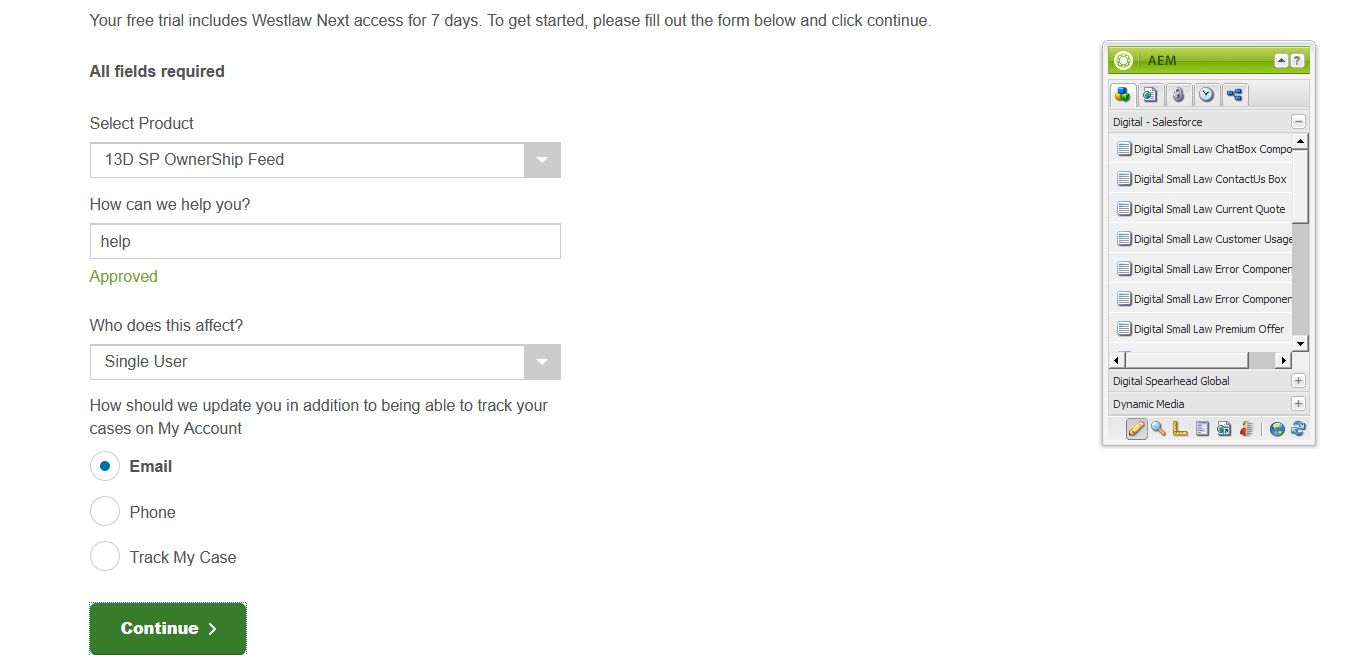 Your free trial includes Westlaw Next access for 7 days. To get started, please fill out the form below and click continue.
All fields required
Select Product
13D SP OwnerShip Feed
How can we help you?
help
Approved
Who does this affect?
Single User
How should we update you in addition to being able to track your
cases on My Account
Email
Phone
Track My Case
Continue
AEM
?
Digital - Salesforce
Digital Small Law ChatBox Compo
Digital Small Law ContactUs Box
Digital Small Law Current Quote
Digital Small Law Customer Usage
Digital Small Law Error Componen
Digital Small Law Error Componen
Digital Small Law Premium Offer
Digital Spearhead Global
Dynamic Media